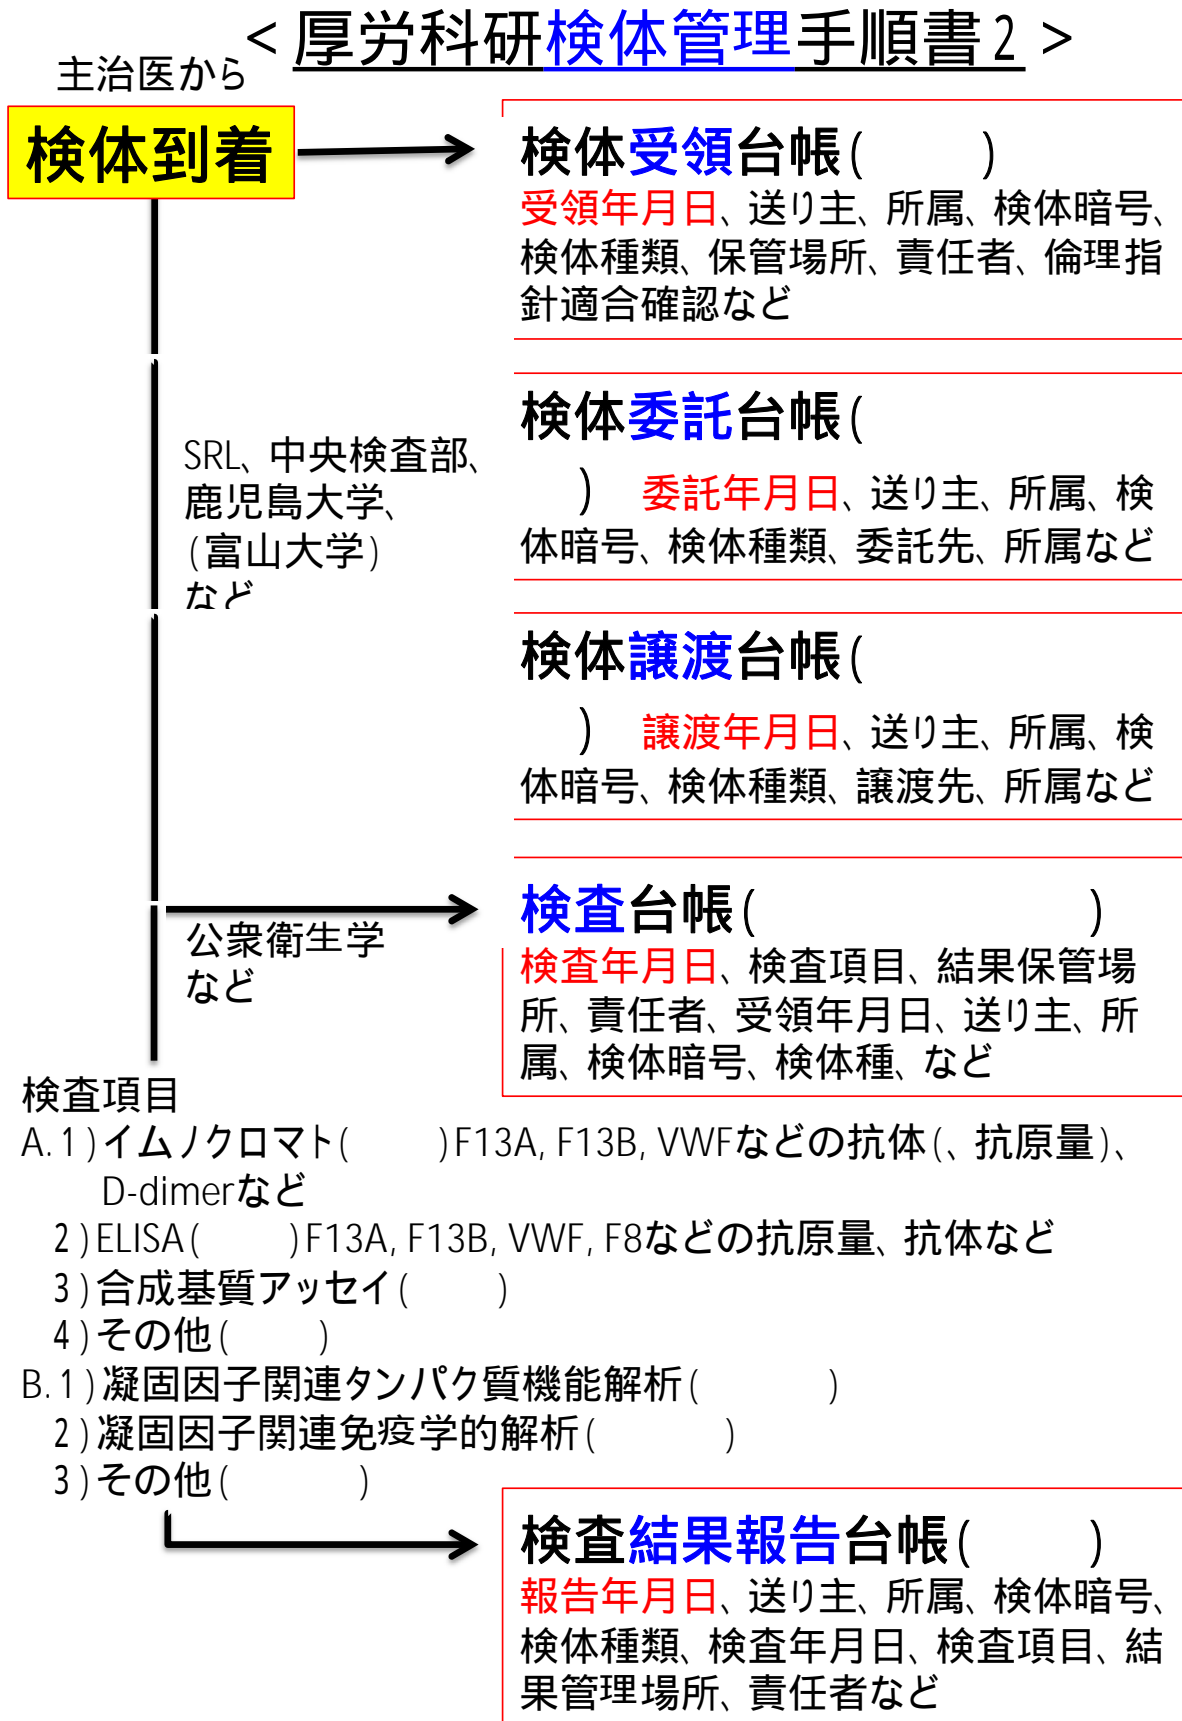 ＜厚労科研検体管理手順書2＞
主治医から
検体到着
検体受領台帳(　　)
受領年月日、送り主、所属、検体暗号、
検体種類、保管場所、責任者、倫理指
針適合確認など
検体委託台帳(
)　委託年月日、送り主、所属、検
体暗号、検体種類、委託先、所属など
SRL、中央検査部、
鹿児島大学、
(富山大学)
など
検体譲渡台帳(
)　譲渡年月日、送り主、所属、検
体暗号、検体種類、譲渡先、所属など
検査台帳(　　　　　　)
検査年月日、検査項目、結果保管場
所、責任者、受領年月日、送り主、所
属、検体暗号、検体種、など
公衆衛生学
など
検査項目
A.1)イムノクロマト(　　)F13A, F13B, VWFなどの抗体(、抗原量)、
D-dimerなど
2)ELISA(　　)F13A, F13B, VWF, F8などの抗原量、抗体など
3)合成基質アッセイ(　　)
4)その他(　　)
B.1)凝固因子関連タンパク質機能解析(　　　)
2)凝固因子関連免疫学的解析(　　　)
3)その他(　　　)
検査結果報告台帳(　　)
報告年月日、送り主、所属、検体暗号、
検体種類、検査年月日、検査項目、結
果管理場所、責任者など